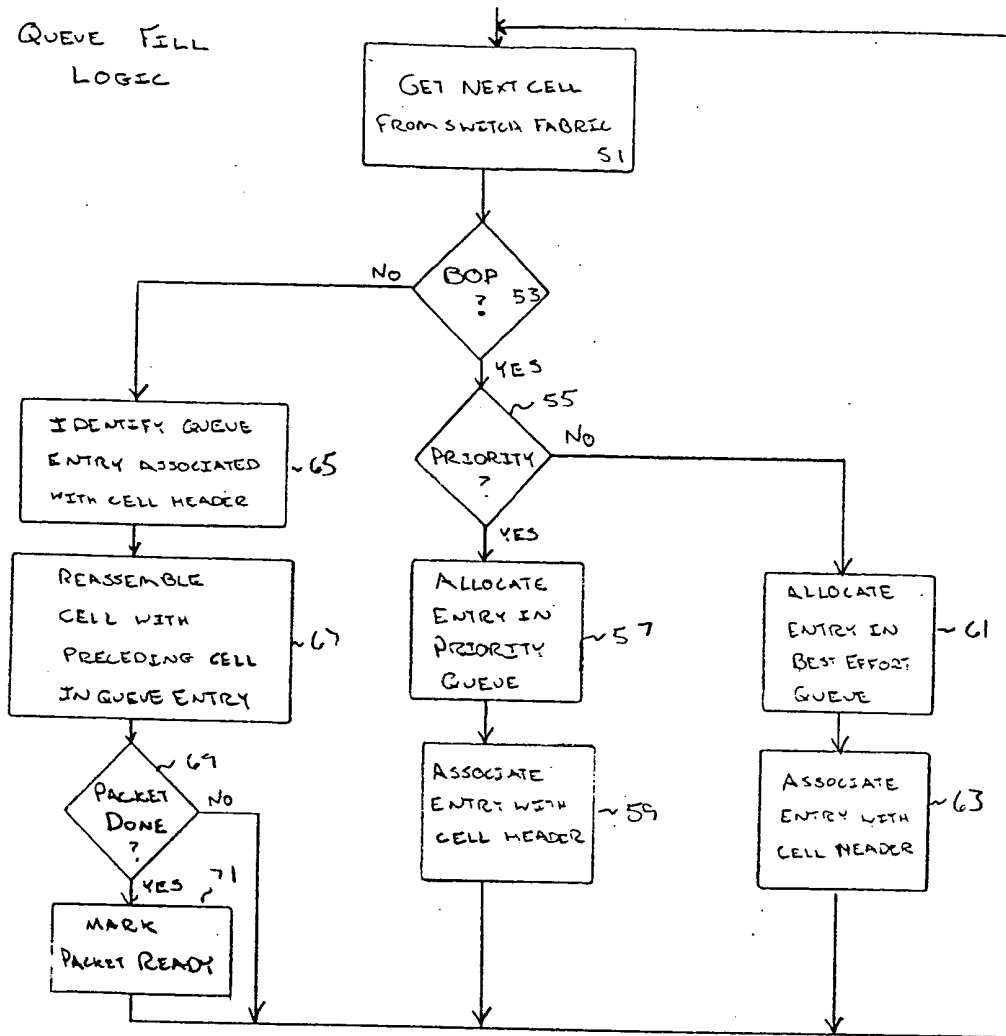 QUEUE FILL
LOGIC
GET NEXT CELL
FROM SWITCH FABRIC
51
BOP
?
53
NO
YES
55
PRIORITY
?
NO
YES
IDENTIFY QUEUE
ENTRY ASSOCIATED
WITH CELL HEADER
~65
REASSEMBLE
CELL WITH
PRECEDING CELL
IN QUEUE ENTRY
~67
ALLOCATE
ENTRY IN
PRIORITY
QUEUE
~57
ALLOCATE
ENTRY IN
BEST EFFORT
QUEUE
~61
69
PACKET
DONE
?
NO
YES
71
MARK
PACKET READY
ASSOCIATE
ENTRY WITH
CELL HEADER
~59
ASSOCIATE
ENTRY WITH
CELL HEADER
~63